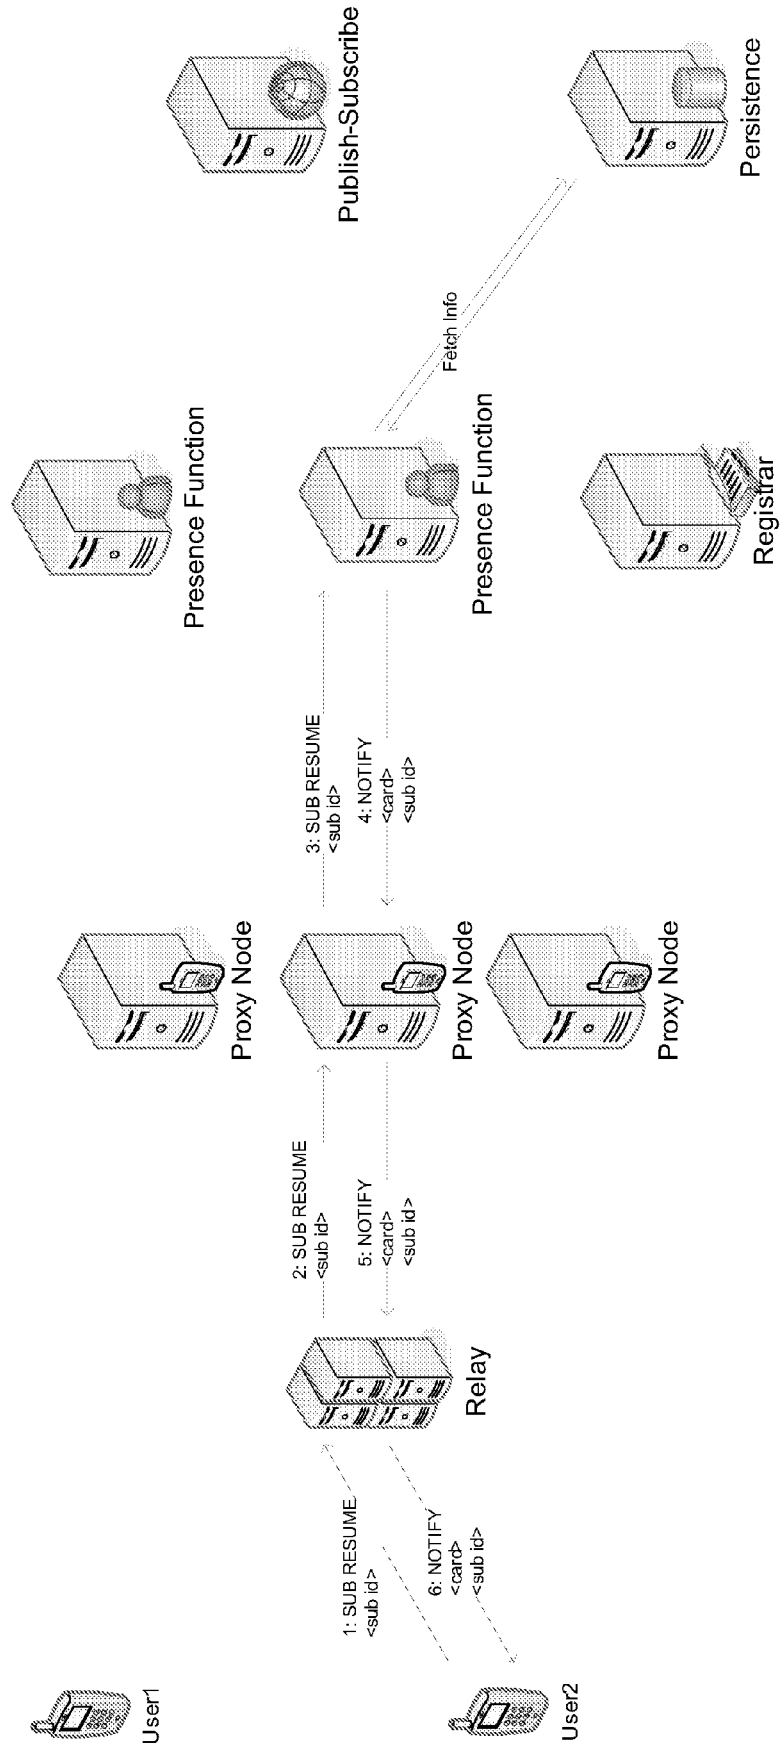 User1
User2
1: SUB RESUME
<sub id>
6: NOTIFY
<card>
<sub id>
Relay
2: SUB RESUME
<sub id>
5: NOTIFY
<card>
<sub id>
Proxy Node
Proxy Node
Proxy Node
3: SUB RESUME
<sub id>
4: NOTIFY
<card>
<sub id>
Presence Function
Presence Function
Registrar
Fetch Info
Publish-Subscribe
Persistence